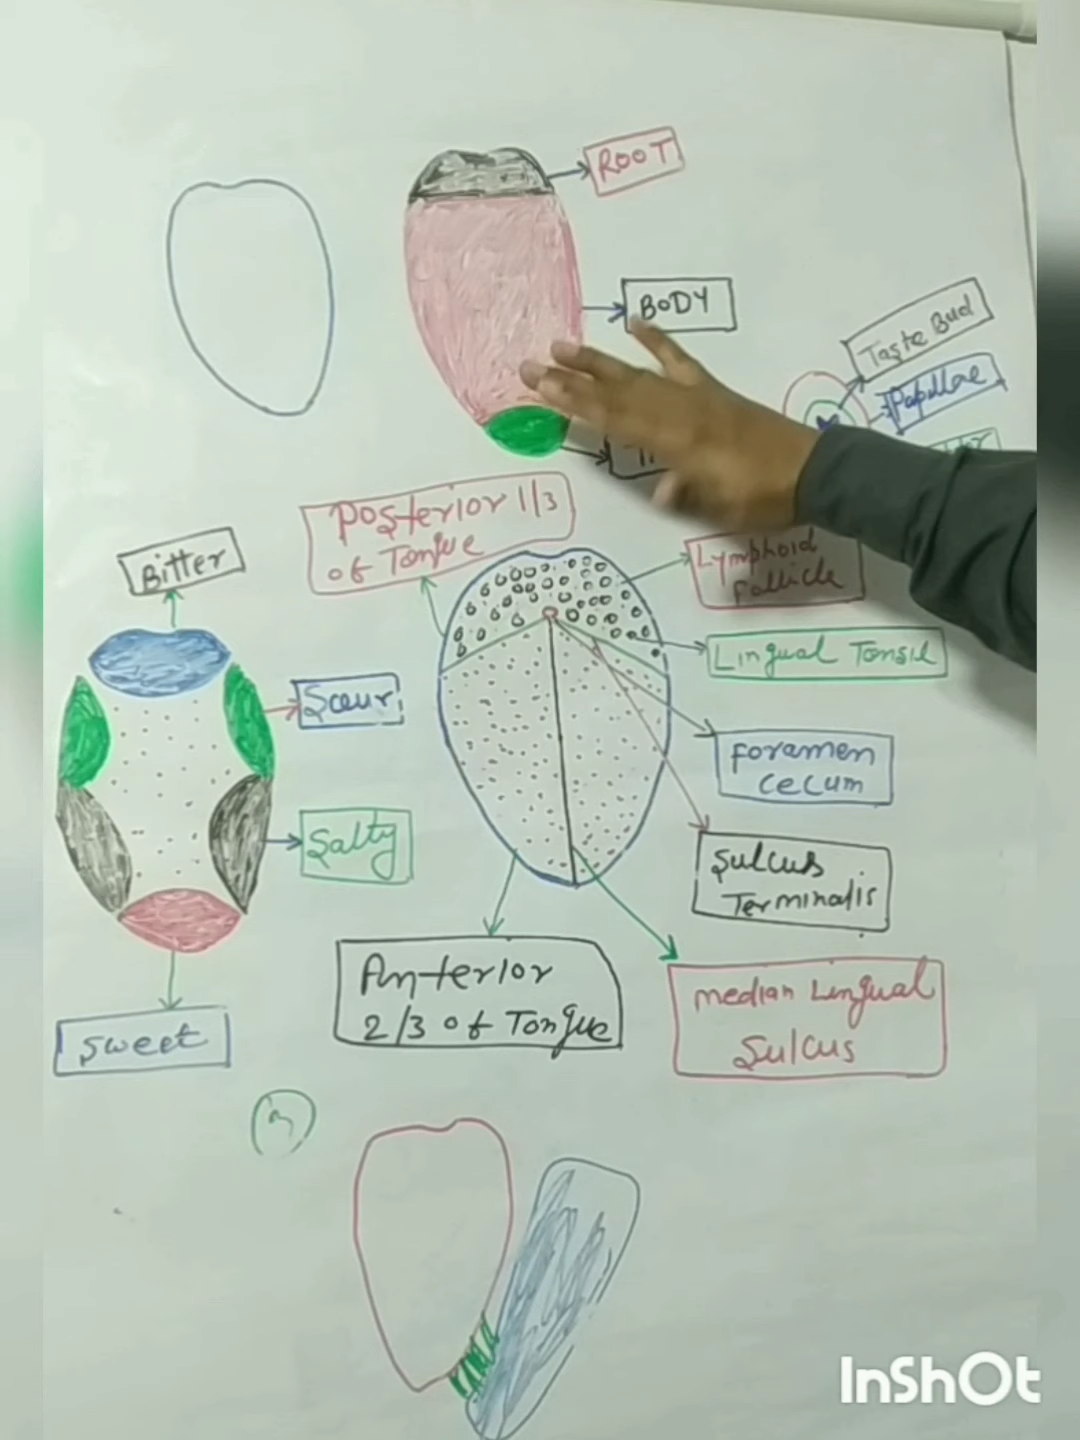 ROOT
BODY
Taste Bud
Papillae
Posterior 1/3
of Tongue
Bitter
Lymphoid
follicle
Lingual Tonsil
Sour
foramen
cecum
Salty
Sulcus
Terminalis
Anterior
2/3 of Tongue
median Lingual
Sulcus
Sweet
InShOt